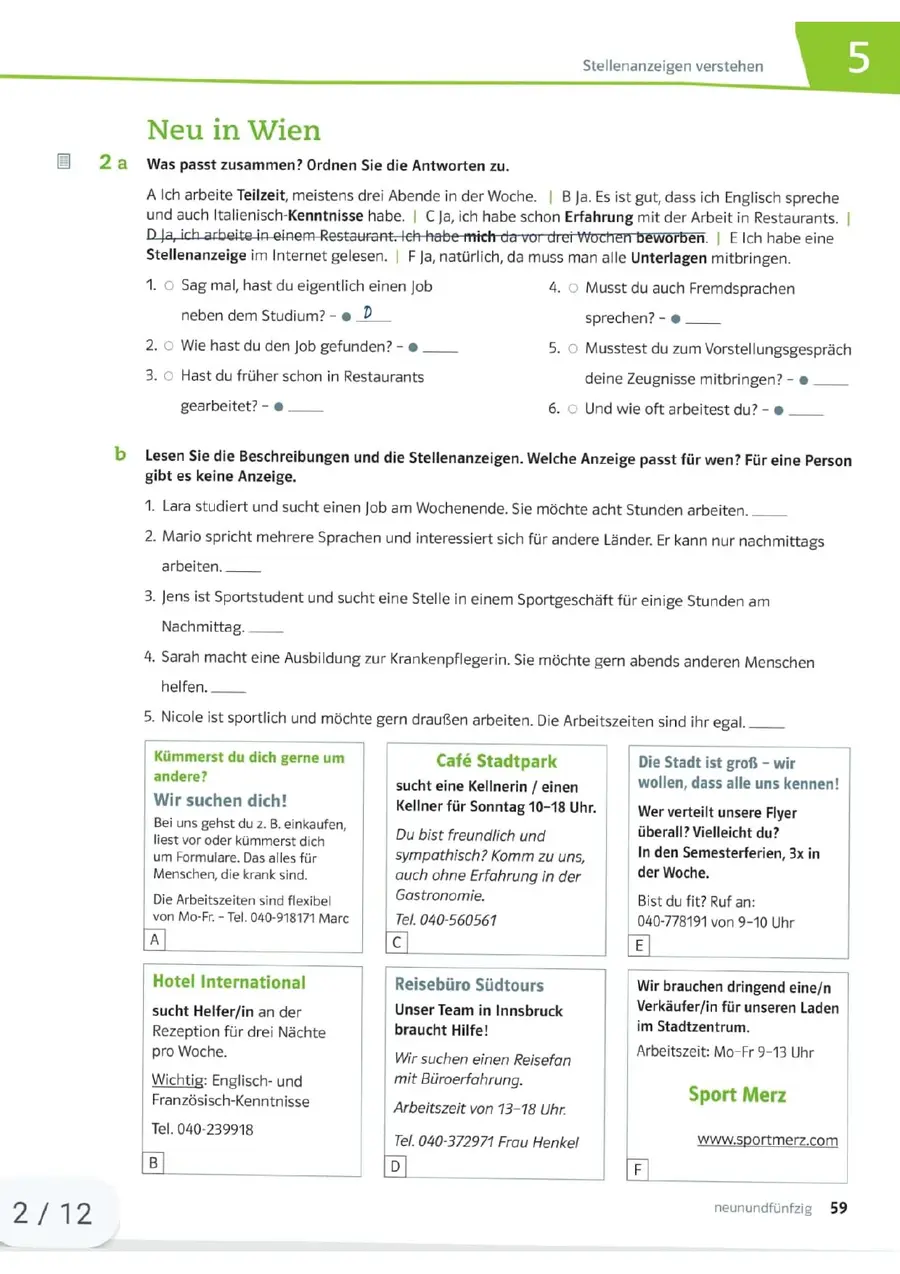 Stellenanzeigen verstehen
5
Neu in Wien
2 a Was passt zusammen? Ordnen Sie die Antworten zu.
A Ich arbeite Teilzeit, meistens drei Abende in der Woche. | B Ja. Es ist gut, dass ich Englisch spreche
und auch Italienisch-Kenntnisse habe. | C Ja, ich habe schon Erfahrung mit der Arbeit in Restaurants. |
D Ja, ich arbeite in einem Restaurant. Ich habe mich da vor drei Wochen beworben. | E Ich habe eine
Stellenanzeige im Internet gelesen. | F Ja, natürlich, da muss man alle Unterlagen mitbringen.
1. ○ Sag mal, hast du eigentlich einen Job
neben dem Studium? – ● D
2. ○ Wie hast du den Job gefunden? – ● ____
3. ○ Hast du früher schon in Restaurants
gearbeitet? – ● ____
4. ○ Musst du auch Fremdsprachen
sprechen? – ● ____
5. ○ Musstest du zum Vorstellungsgespräch
deine Zeugnisse mitbringen? – ● ____
6. ○ Und wie oft arbeitest du? – ● ____
b Lesen Sie die Beschreibungen und die Stellenanzeigen. Welche Anzeige passt für wen? Für eine Person
gibt es keine Anzeige.
1. Lara studiert und sucht einen Job am Wochenende. Sie möchte acht Stunden arbeiten. ____
2. Mario spricht mehrere Sprachen und interessiert sich für andere Länder. Er kann nur nachmittags
arbeiten. ____
3. Jens ist Sportstudent und sucht eine Stelle in einem Sportgeschäft für einige Stunden am
Nachmittag. ____
4. Sarah macht eine Ausbildung zur Krankenpflegerin. Sie möchte gern abends anderen Menschen
helfen. ____
5. Nicole ist sportlich und möchte gern draußen arbeiten. Die Arbeitszeiten sind ihr egal. ____
Kümmerst du dich gerne um
andere?
Wir suchen dich!
Bei uns gehst du z. B. einkaufen,
liest vor oder kümmerst dich
um Formulare. Das alles für
Menschen, die krank sind.
Die Arbeitszeiten sind flexibel
von Mo-Fr. – Tel. 040-918171 Marc
A
Café Stadtpark
sucht eine Kellnerin / einen
Kellner für Sonntag 10–18 Uhr.
Du bist freundlich und
sympathisch? Komm zu uns,
auch ohne Erfahrung in der
Gastronomie.
Tel. 040-560561
C
Die Stadt ist groß – wir
wollen, dass alle uns kennen!
Wer verteilt unsere Flyer
überall? Vielleicht du?
In den Semesterferien, 3x in
der Woche.
Bist du fit? Ruf an:
040-778191 von 9–10 Uhr
E
Hotel International
sucht Helfer/in an der
Rezeption für drei Nächte
pro Woche.
Wichtig: Englisch- und
Französisch-Kenntnisse
Tel. 040-239918
B
Reisebüro Südtours
Unser Team in Innsbruck
braucht Hilfe!
Wir suchen einen Reisefan
mit Büroerfahrung.
Arbeitszeit von 13–18 Uhr.
Tel. 040-372971 Frau Henkel
D
Wir brauchen dringend eine/n
Verkäufer/in für unseren Laden
im Stadtzentrum.
Arbeitszeit: Mo–Fr 9–13 Uhr
Sport Merz
www.sportmerz.com
F
2 / 12
neunundfünfzig 59